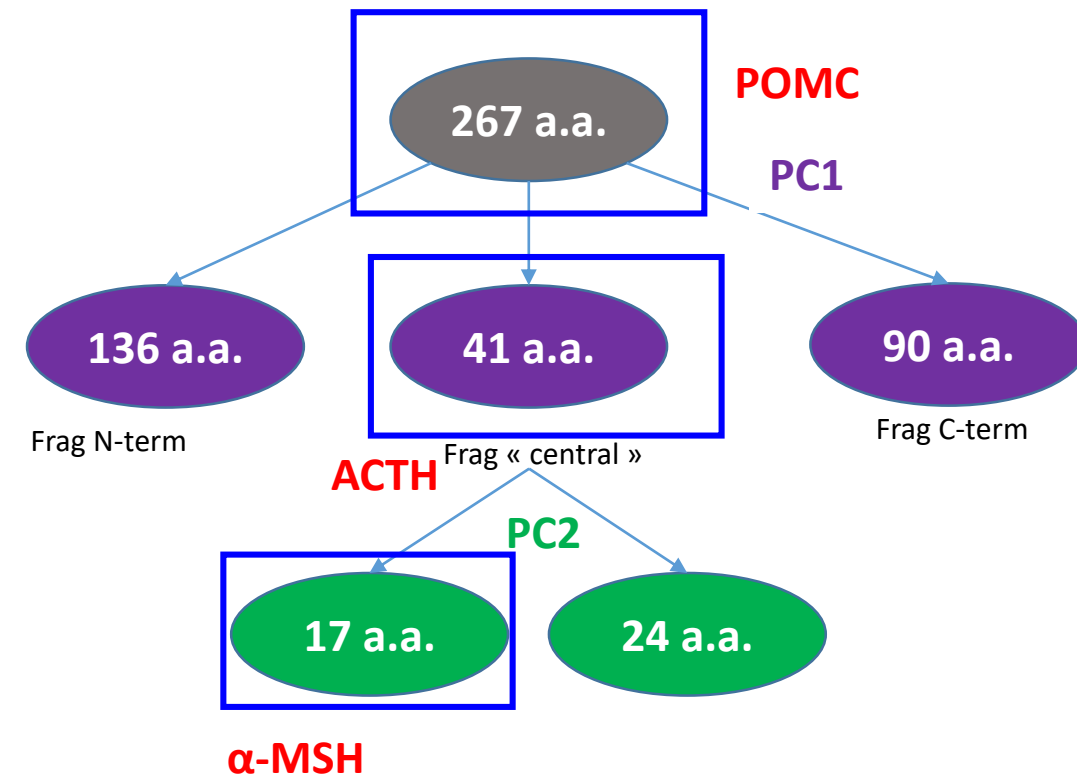 267 a.a.
POMC
PC1
136 a.a.
41 a.a.
90 a.a.
Frag N-term
Frag « central »
Frag C-term
ACTH
PC2
17 a.a.
24 a.a.
α-MSH